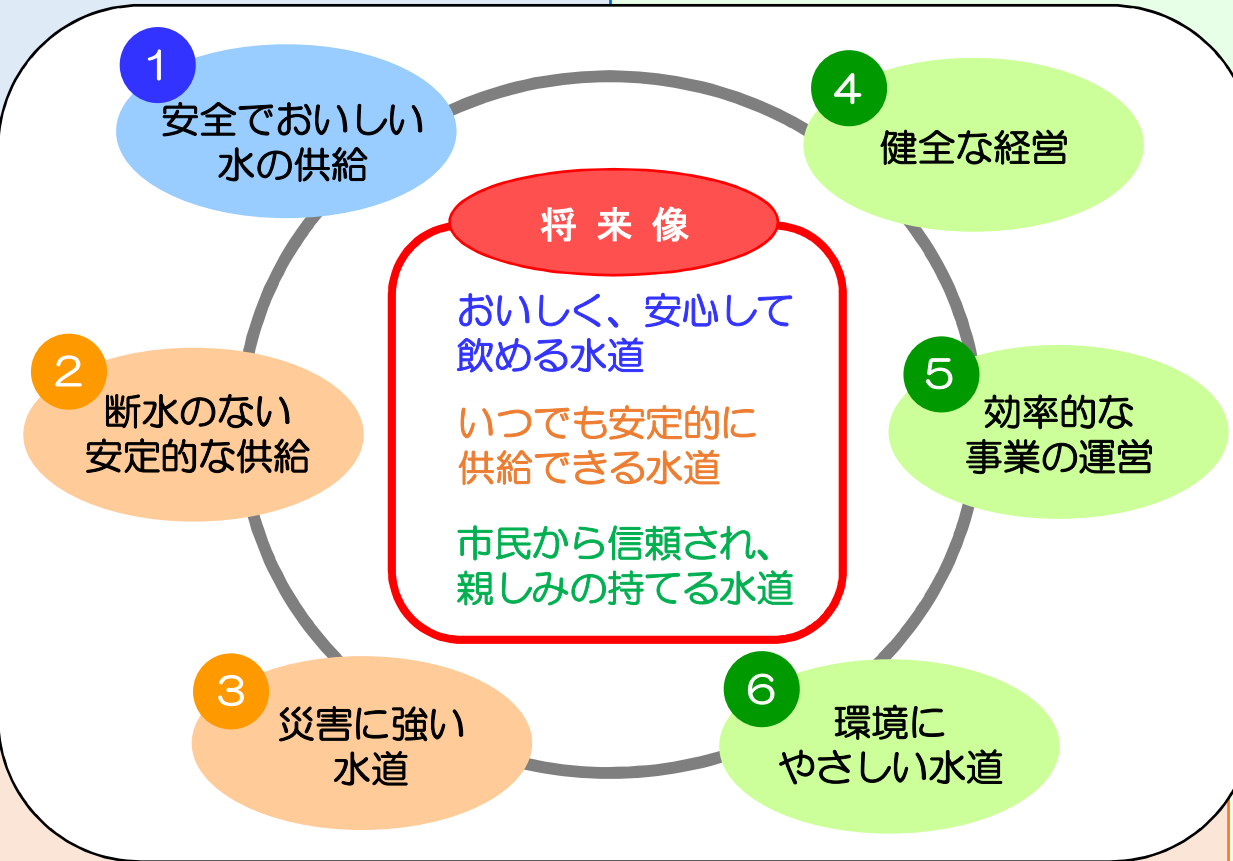 1
安全でおいしい
水の供給
2
断水のない
安定的な供給
3
災害に強い
水道
4
健全な経営
5
効率的な
事業の運営
6
環境に
やさしい水道
将来像
おいしく、安心して
飲める水道
いつでも安定的に
供給できる水道
市民から信頼され、
親しみの持てる水道